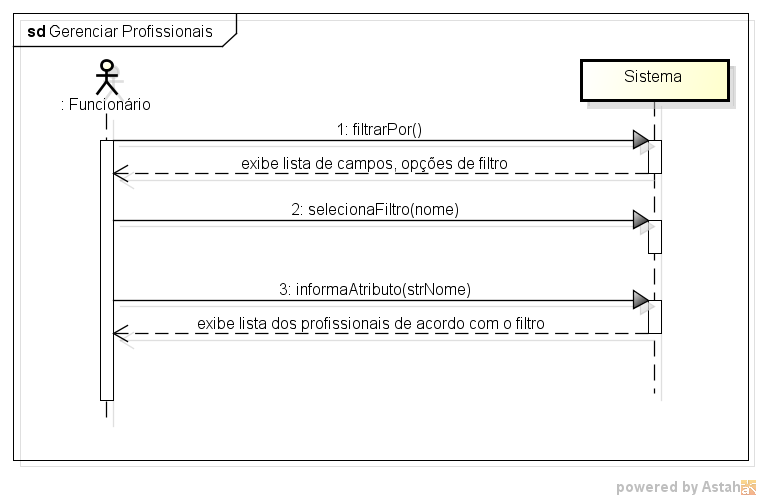 sd Gerenciar Profissionais
: Funcionário
Sistema
1: filtrarPor()
exibe lista de campos, opções de filtro
2: selecionaFiltro(nome)
3: informaAtributo(strNome)
exibe lista dos profissionais de acordo com o filtro
powered by Astah